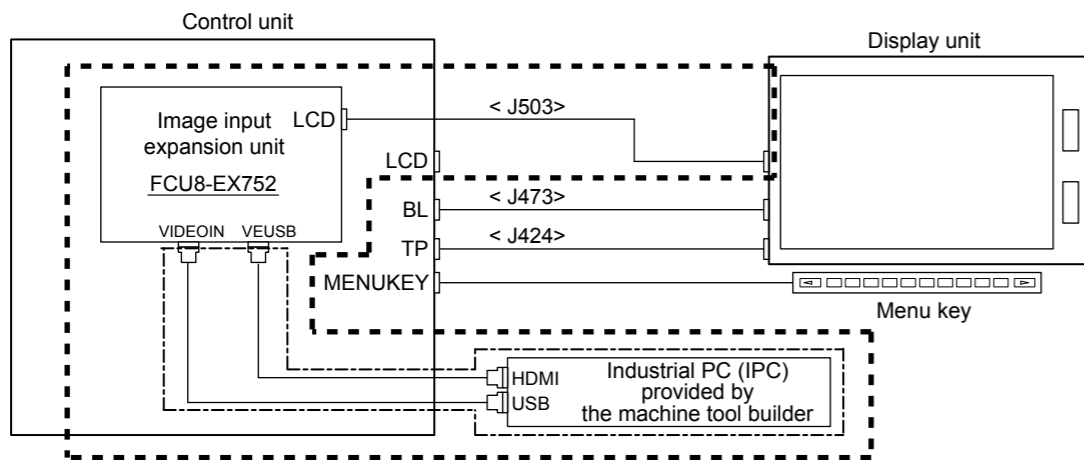 Control unit
Display unit
Image input
expansion unit
FCU8-EX752
LCD
< J503>
LCD
BL
< J473>
TP
< J424>
MENUKEY
VIDEOIN
VEUSB
Menu key
HDMI
USB
Industrial PC (IPC)
provided by
the machine tool builder